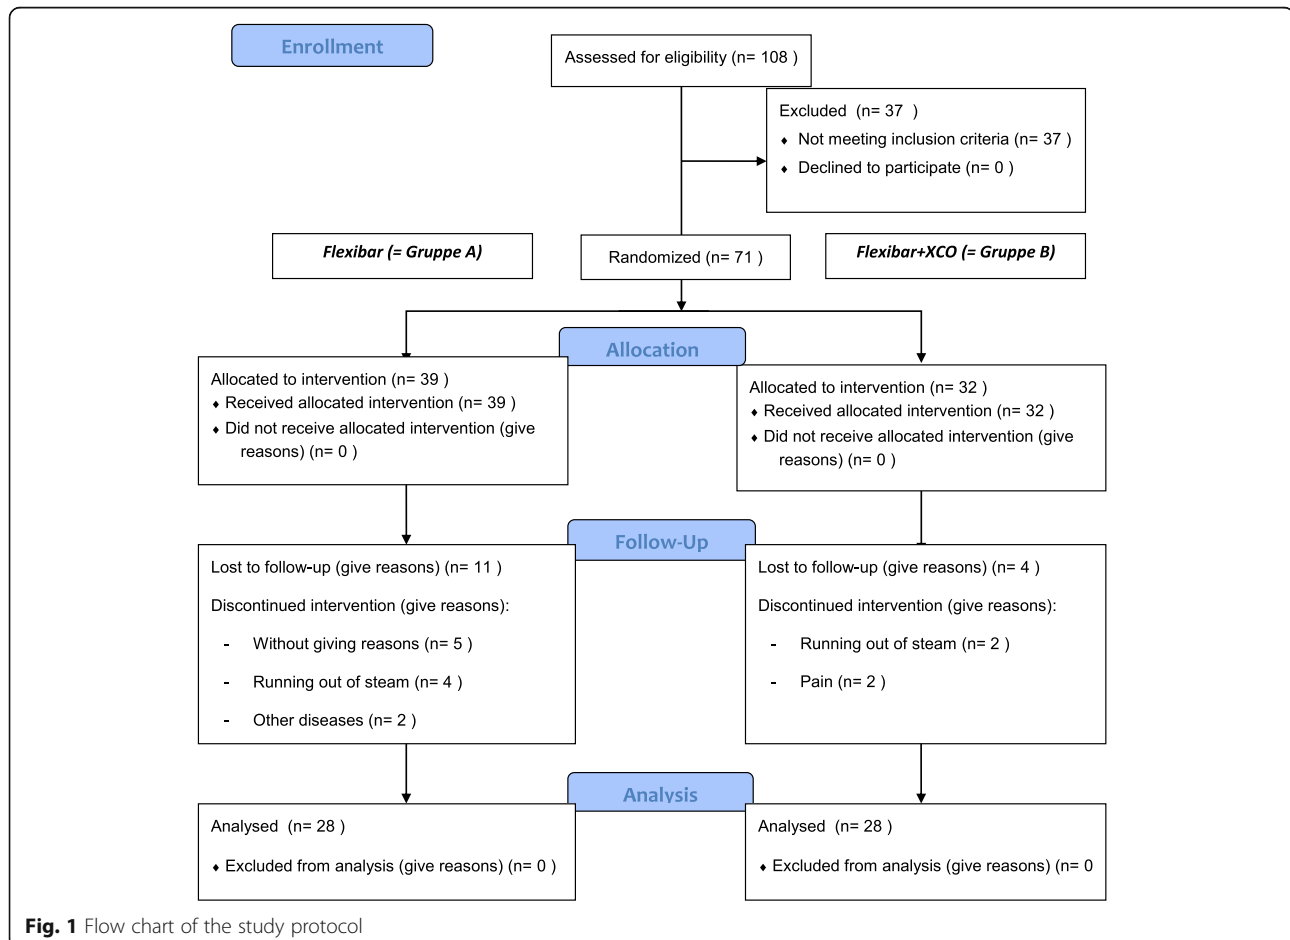 Enrollment
Assessed for eligibility (n= 108 )
Excluded (n= 37 )
♦ Not meeting inclusion criteria (n= 37 )
♦ Declined to participate (n= 0 )
Flexibar (= Gruppe A)
Randomized (n= 71 )
Flexibar+XCO (= Gruppe B)
Allocation
Allocated to intervention (n= 39 )
♦ Received allocated intervention (n= 39 )
♦ Did not receive allocated intervention (give
reasons) (n= 0 )
Allocated to intervention (n= 32 )
♦ Received allocated intervention (n= 32 )
♦ Did not receive allocated intervention (give
reasons) (n= 0 )
Follow-Up
Lost to follow-up (give reasons) (n= 11 )
Discontinued intervention (give reasons):
- Without giving reasons (n= 5 )
- Running out of steam (n= 4 )
- Other diseases (n= 2 )
Lost to follow-up (give reasons) (n= 4 )
Discontinued intervention (give reasons):
- Running out of steam (n= 2 )
- Pain (n= 2 )
Analysis
Analysed (n= 28 )
♦ Excluded from analysis (give reasons) (n= 0 )
Analysed (n= 28 )
♦ Excluded from analysis (give reasons) (n= 0
Fig. 1 Flow chart of the study protocol